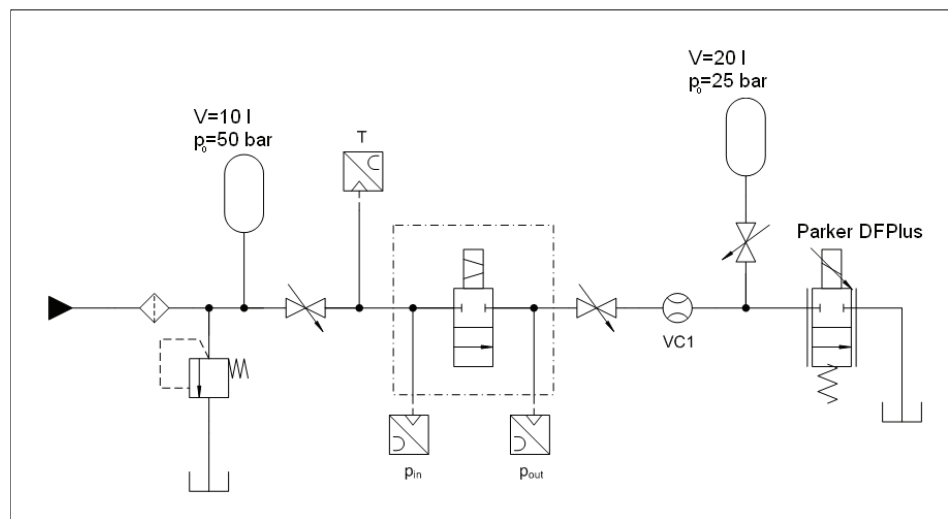 V=20 l
p₀=25 bar
V=10 l
p₀=50 bar
T
Parker DFPlus
VC1
pin
pout